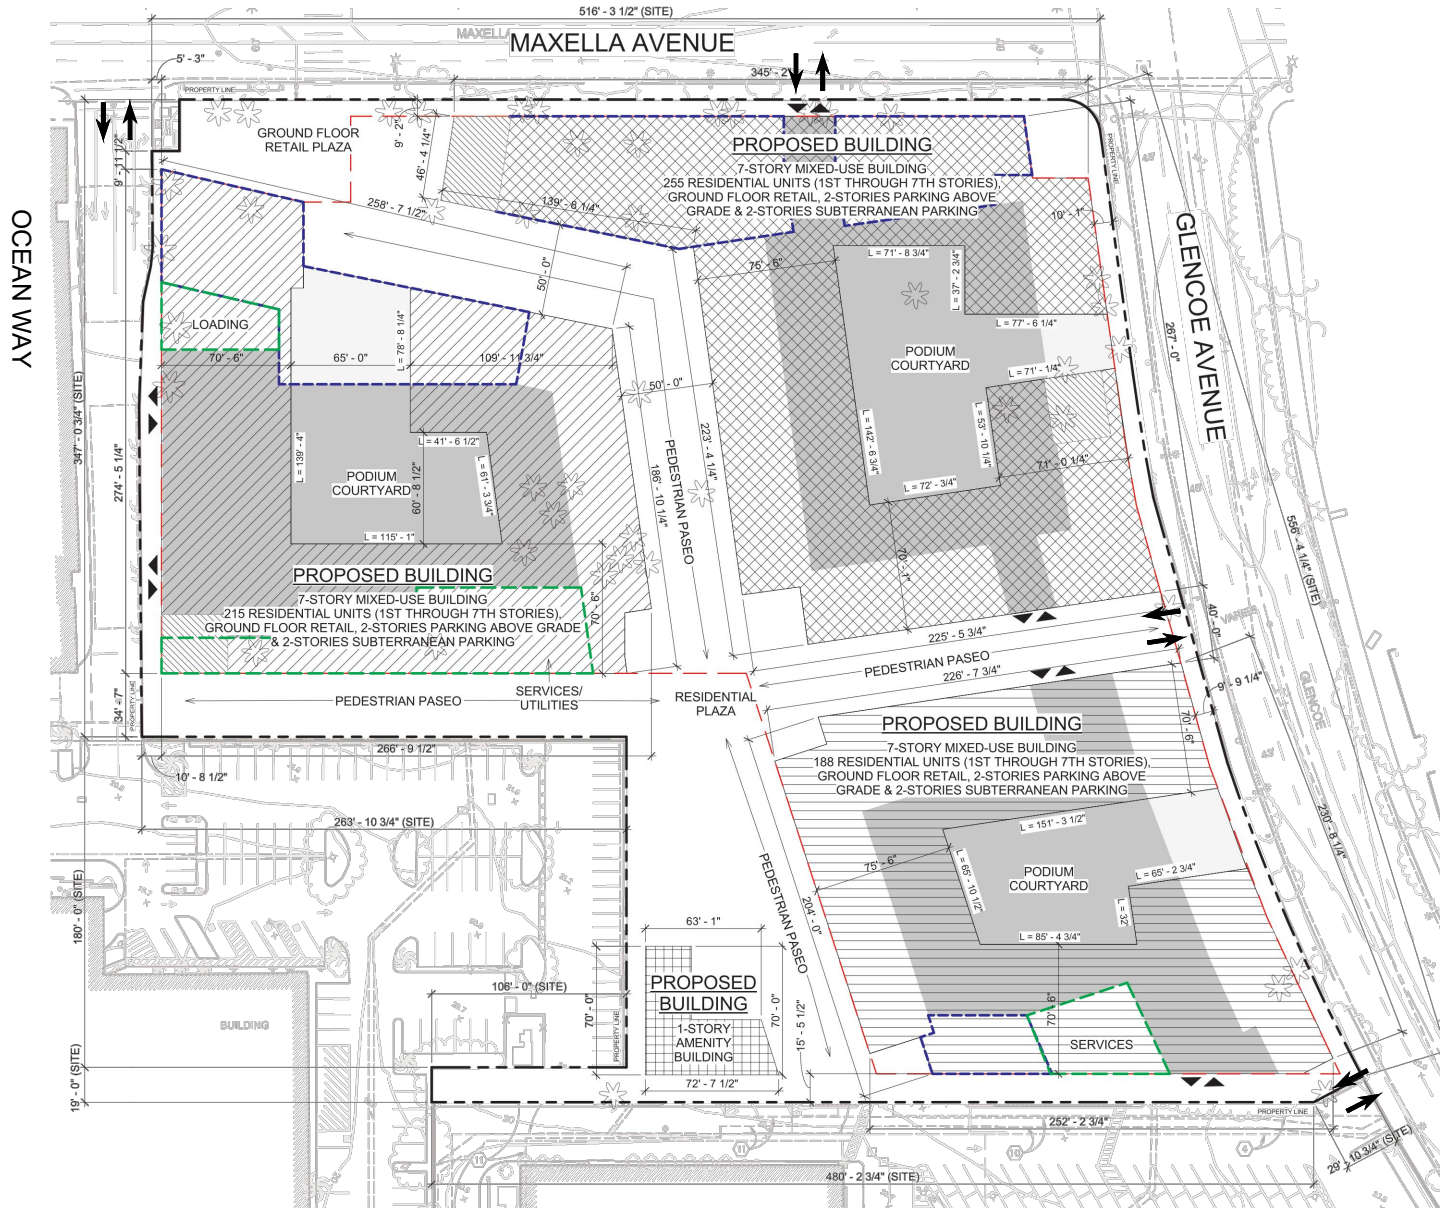 516' - 3 1/2" (SITE)
MAXELLA
MAXELLA AVENUE
5' - 3"
345' - 2"
PROPERTY LINE
GROUND FLOOR
RETAIL PLAZA
9' - 2"
46' - 4 1/4"
9' - 11 1/2"
PROPOSED BUILDING
7-STORY MIXED-USE BUILDING
255 RESIDENTIAL UNITS (1ST THROUGH 7TH STORIES),
GROUND FLOOR RETAIL, 2-STORIES PARKING ABOVE
GRADE & 2-STORIES SUBTERRANEAN PARKING
PROPERTY LINE
258' - 7 1/2"
139' - 8 1/4"
10' - 1"
OCEAN WAY
GLENCOE AVENUE
50' - 0"
75' - 6"
L = 71' - 8 3/4"
L = 37' - 2 3/4"
L = 77' - 6 1/4"
267' - 0"
LOADING
L = 78' - 8 1/4"
70' - 6"
65' - 0"
109' - 11 3/4"
PODIUM
COURTYARD
L = 71' - 1/4"
50' - 0"
347' - 0 3/4" (SITE)
274' - 5 1/4"
L = 139' - 4"
L = 41' - 6 1/2"
60' - 8 1/2"
L = 61' - 3 3/4"
PODIUM
COURTYARD
L = 115' - 1"
186' - 10 1/4"
PEDESTRIAN PASEO
223' - 4 1/4"
L = 142' - 6 3/4"
L = 53' - 10 1/4"
L = 72' - 3/4"
71' - 0 1/4"
70' - 1"
556' - 4 1/4" (SITE)
PROPOSED BUILDING
7-STORY MIXED-USE BUILDING
215 RESIDENTIAL UNITS (1ST THROUGH 7TH STORIES),
GROUND FLOOR RETAIL, 2-STORIES PARKING ABOVE GRADE
& 2-STORIES SUBTERRANEAN PARKING
70' - 6"
225' - 5 3/4"
PEDESTRIAN PASEO
226' - 7 3/4"
40' - 0"
VARIES
GLENCOE
9' - 9 1/4"
34' - 7"
PROPERTY LINE
PEDESTRIAN PASEO
SERVICES/
UTILITIES
RESIDENTIAL
PLAZA
266' - 9 1/2"
10' - 8 1/2"
263' - 10 3/4" (SITE)
PROPOSED BUILDING
7-STORY MIXED-USE BUILDING
188 RESIDENTIAL UNITS (1ST THROUGH 7TH STORIES),
GROUND FLOOR RETAIL, 2-STORIES PARKING ABOVE
GRADE & 2-STORIES SUBTERRANEAN PARKING
70' - 6"
230' - 8 1/4"
L = 151' - 3 1/2"
75' - 6"
L = 65' - 10 1/2"
PODIUM
COURTYARD
L = 65' - 2 3/4"
L = 32'
L = 85' - 4 3/4"
PEDESTRIAN PASEO
204' - 0"
180' - 0" (SITE)
63' - 1"
106' - 0" (SITE)
PROPOSED
BUILDING
1-STORY
AMENITY
BUILDING
70' - 0"
70' - 0"
PROPERTY LINE
BUILDING
15' - 5 1/2"
70' - 6"
SERVICES
72' - 7 1/2"
19' - 0" (SITE)
PROPERTY LINE
252' - 2 3/4"
29' - 10 3/4" (SITE)
480' - 2 3/4" (SITE)